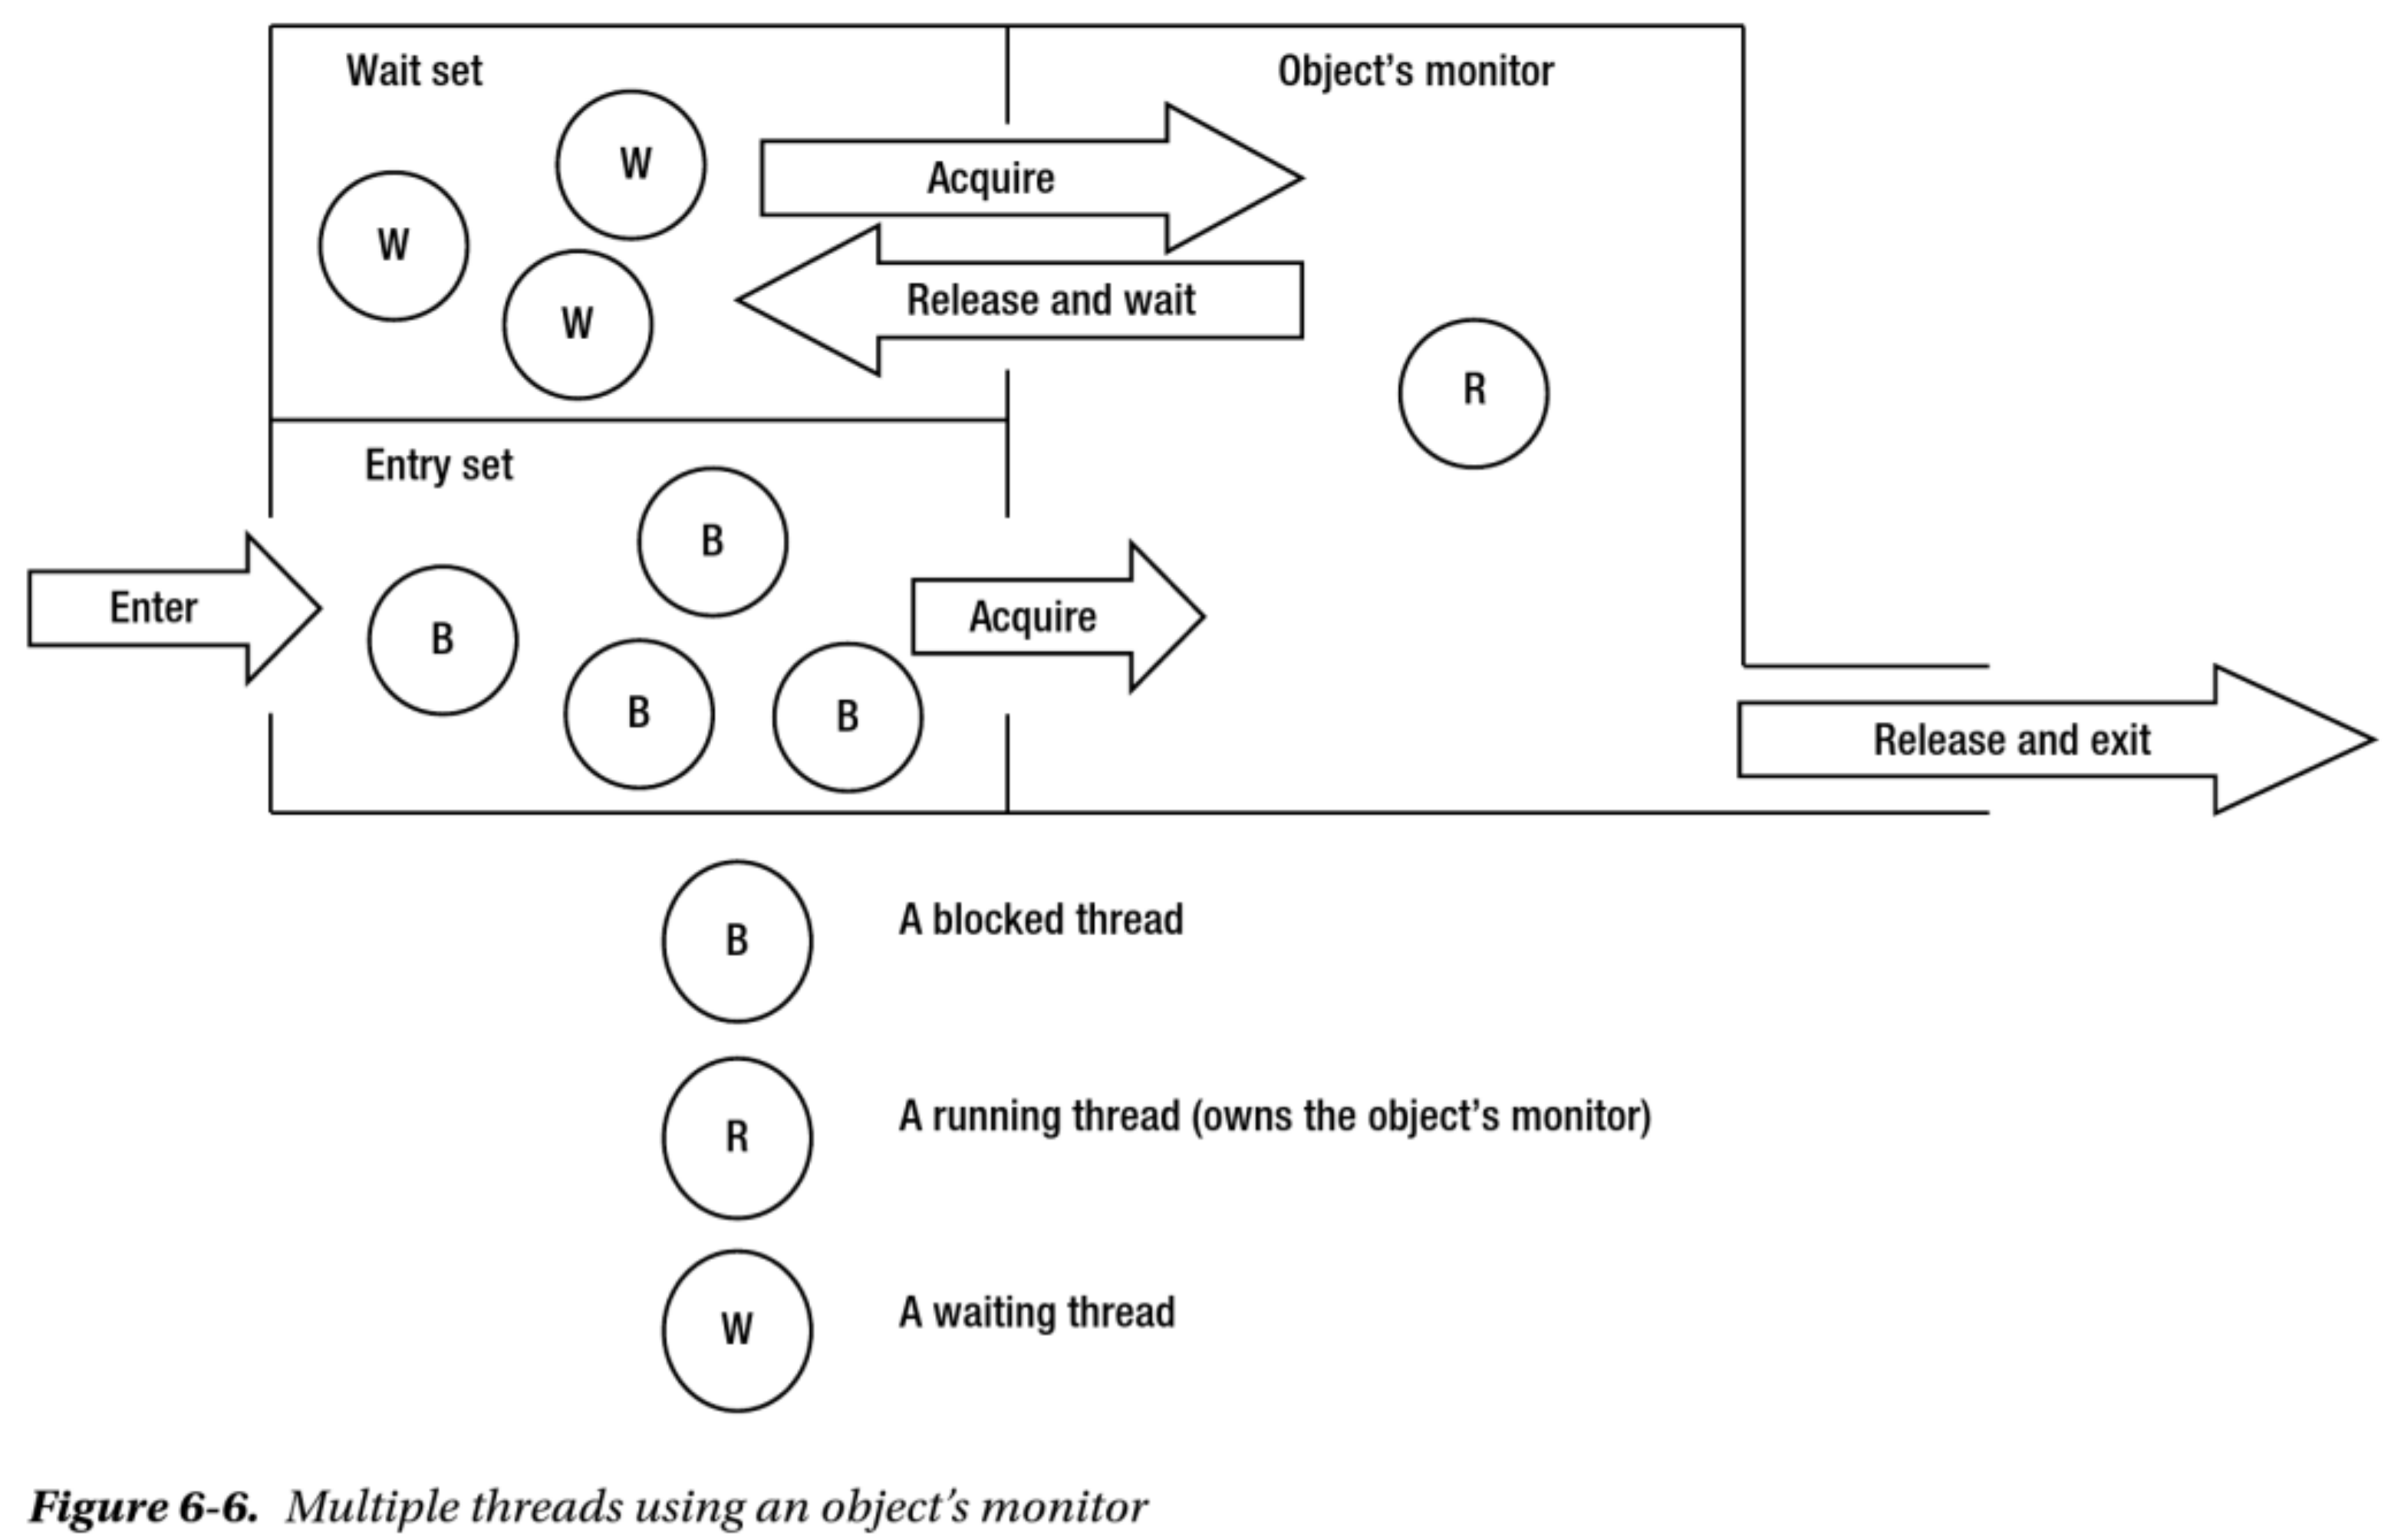 Wait set
Object's monitor
W
W
W
Acquire
Release and wait
R
Entry set
B
B
B
B
Enter
Acquire
Release and exit
B
A blocked thread
R
A running thread (owns the object's monitor)
W
A waiting thread
Figure 6-6. Multiple threads using an object's monitor